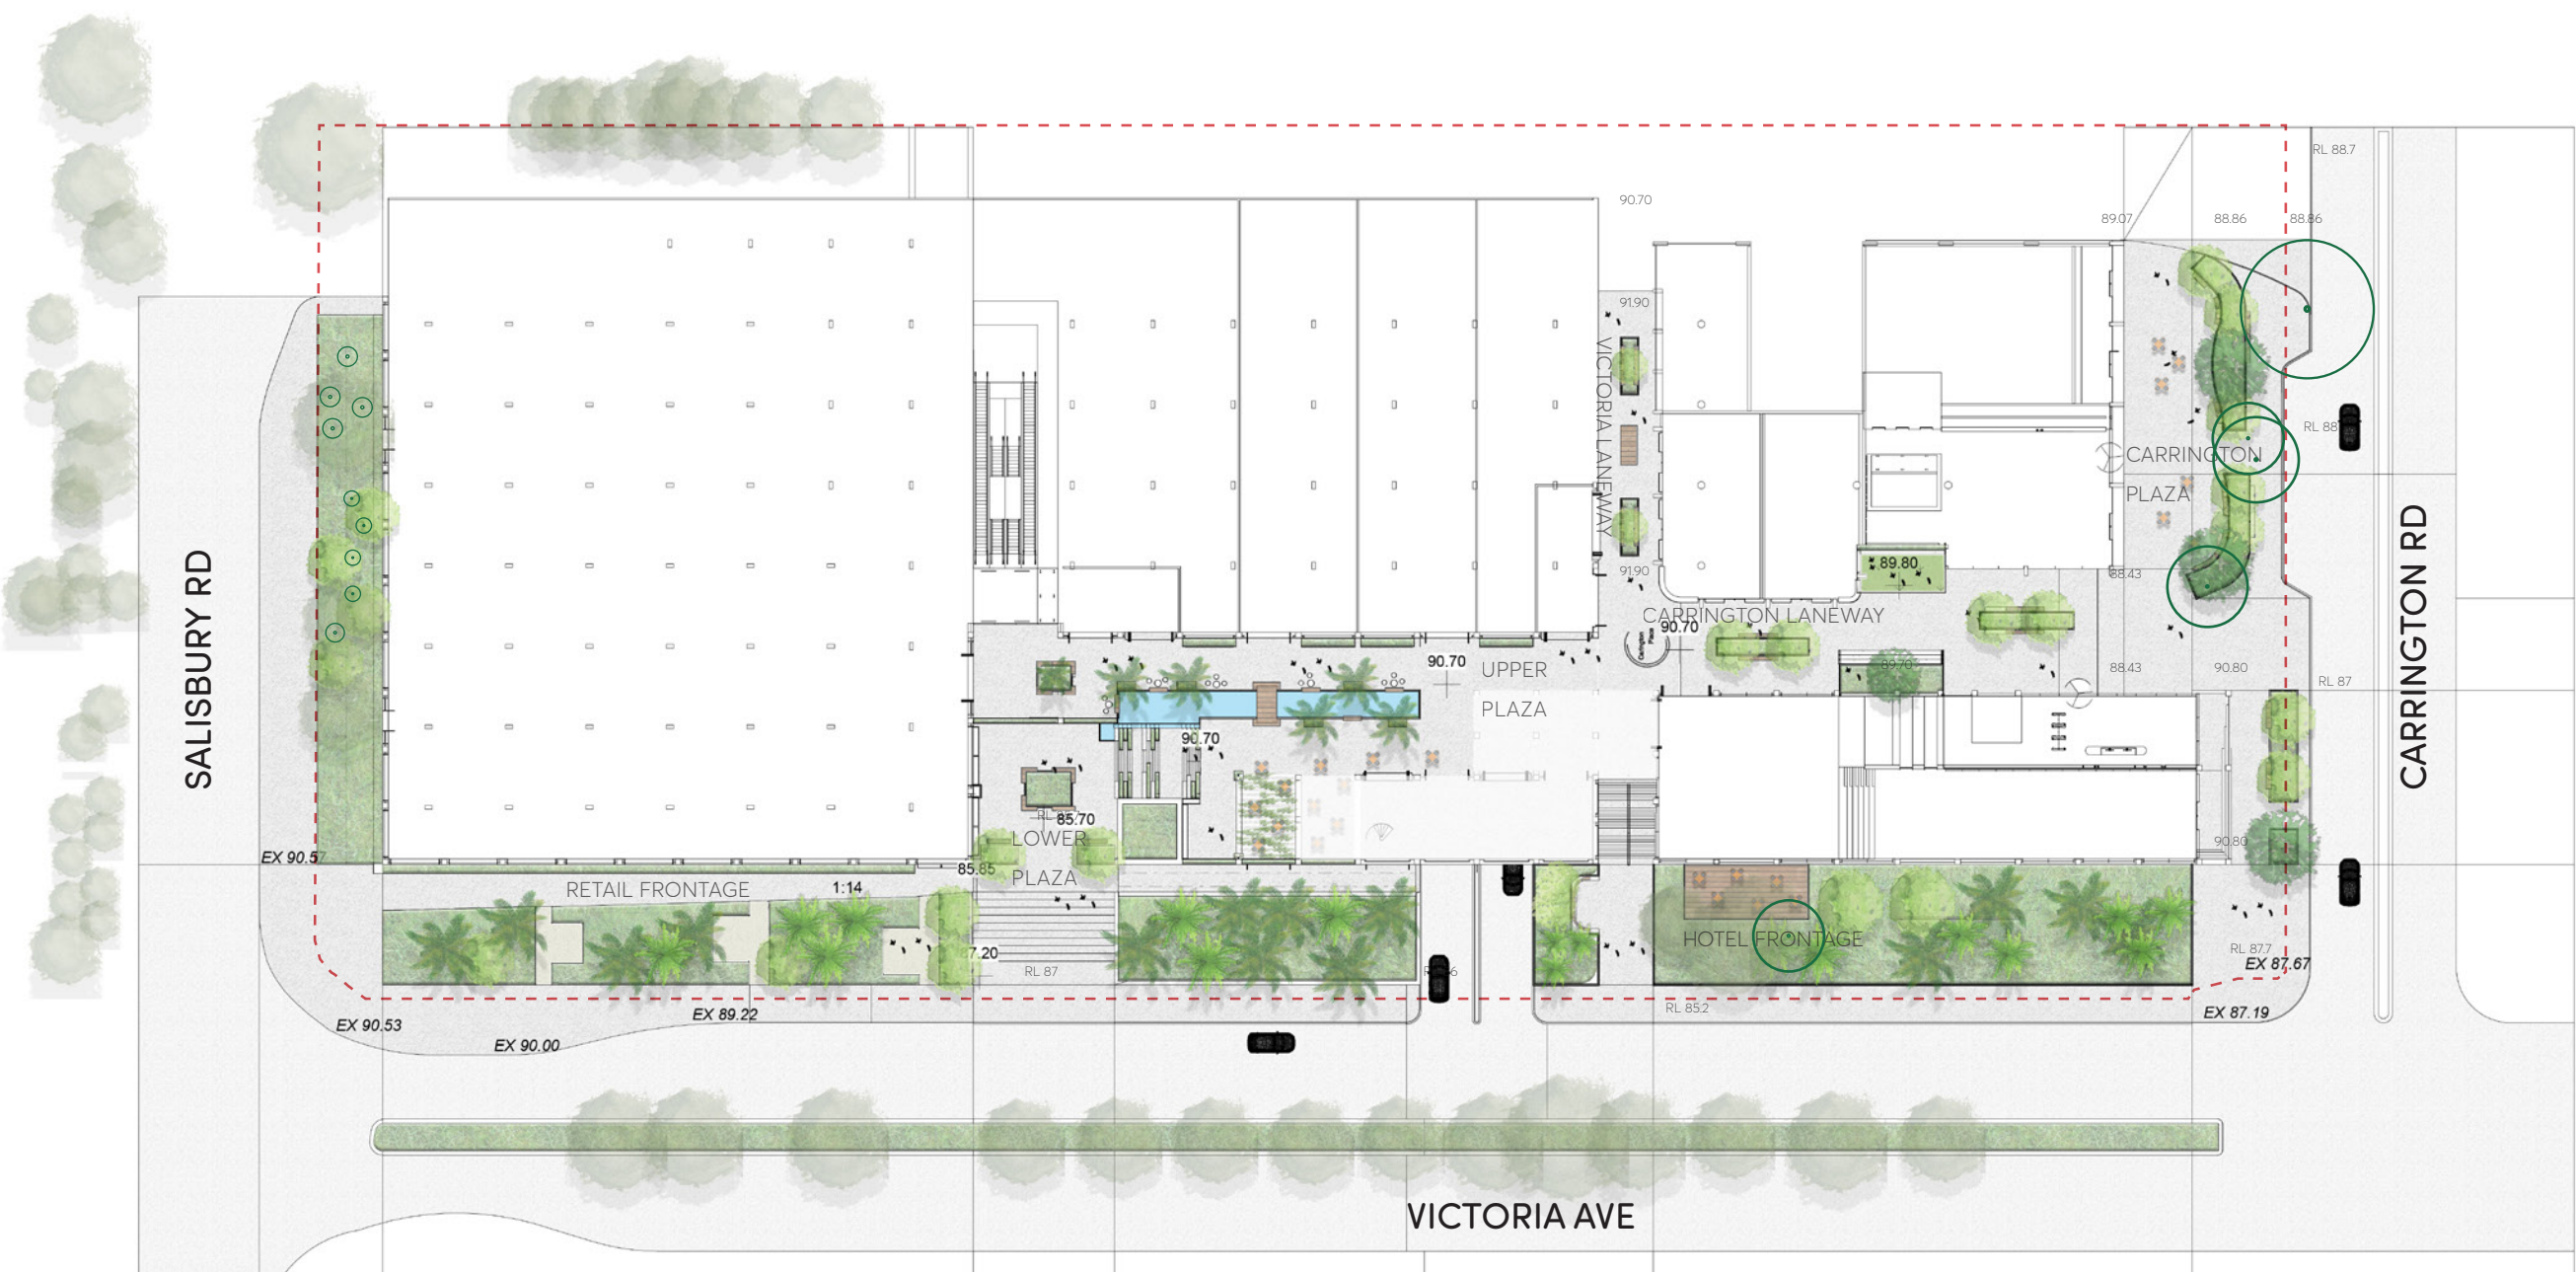 RL 88.7
90.70
89.07
88.86
88.86
91.90
VICTORIA LANEWAY
RL 88
CARRINGTON
PLAZA
91.90
89.80
88.43
SALISBURY RD
CARRINGTON RD
CARRINGTON LANEWAY
90.70
90.70
UPPER
PLAZA
89.70
88.43
90.80
RL 87
90.70
85.70
LOWER
PLAZA
90.80
EX 90.57
85.85
RETAIL FRONTAGE
1:14
HOTEL FRONTAGE
RL 87.7
EX 87.67
7.20
RL 87
RL 85.2
EX 89.22
EX 87.19
EX 90.53
EX 90.00
VICTORIA AVE